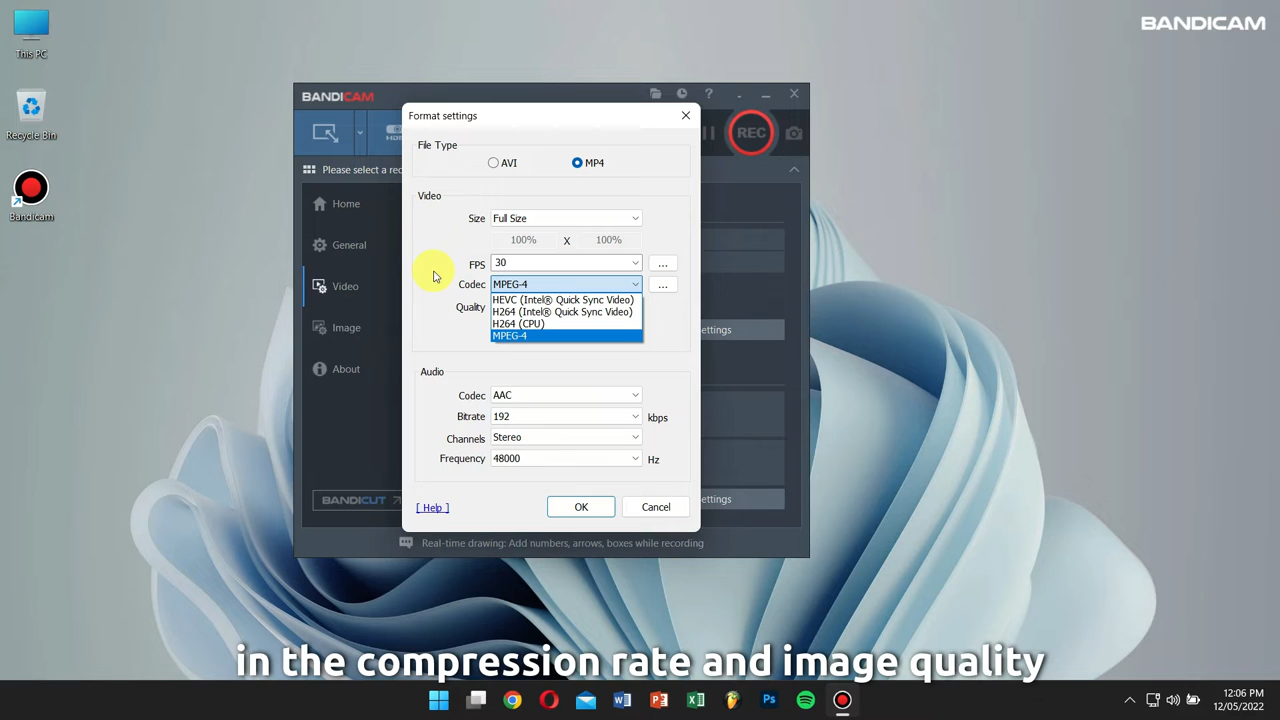 BANDICAM
This PC
Recycle Bin
Bandicam
BANDICAM
?
REC
Please select a rec
Home
General
Video
Image
About
BANDICUT
ettings
ettings
Real-time drawing: Add numbers, arrows, boxes while recording
Format settings
File Type
AVI
MP4
Video
Size
Full Size
100% X 100%
FPS
30
...
Codec
MPEG-4
...
HEVC (Intel® Quick Sync Video)
H264 (Intel® Quick Sync Video)
H264 (CPU)
MPEG-4
Quality
Audio
Codec
AAC
Bitrate
192
kbps
Channels
Stereo
Frequency
48000
Hz
[ Help ]
OK
Cancel
in the compression rate and image quality
12:06 PM
12/05/2022